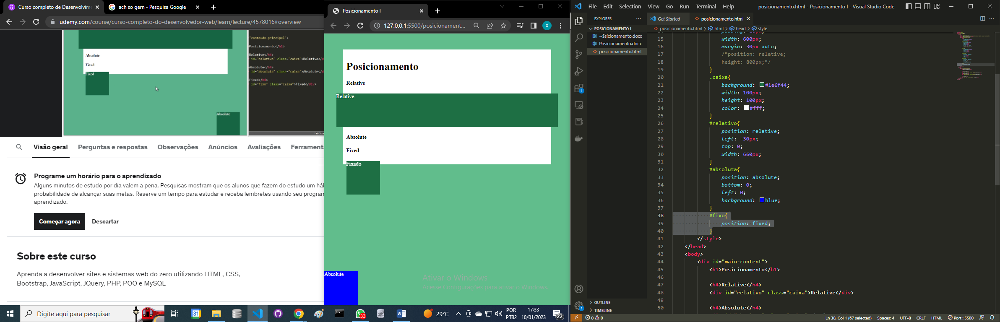 Curso completo de Desenvolvime
ach so gern - Pesquisa Google
udemy.com/course/curso-completo-do-desenvolvedor-web/learn/lecture/4578016#overview
Absolute
Fixed
Fixed
Absolute
"conteudo-principal">
Posicionamento</h1>
Relative</h4>
id="relativo" class="caixa">Relative</d
Absolute</h4>
id="absoluta" class="caixa">Absolute</d
Fixed</h4>
id="fixo" class="caixa">Fixed</div>
Visão geral
Perguntas e respostas
Observações
Anúncios
Avaliações
Ferramenta
Programe um horário para o aprendizado
Alguns minutos de estudo por dia valem a pena. Pesquisas mostram que os alunos que fazem do estudo um háb
probabilidade de alcançar suas metas. Reserve um tempo para estudar e receba lembretes usando seu program
aprendizado.
Começar agora
Descartar
Sobre este curso
Aprenda a desenvolver sites e sistemas web do zero utilizando HTML, CSS,
Bootstrap, JavaScript, JQuery, PHP, POO e MySQL
Posicionamento I
127.0.0.1:5500/posicionament...
o
Posicionamento
Relative
Relative
Absolute
Fixed
Fixado
Absolute
Ativar o Windows
Acesse Configurações para ativar o Windows.
File Edit Selection View Go Run Terminal Help
posicionamento.html - Posicionamento I - Visual Studio Code
EXPLORER
POSICIONAMENTO I
~$sicionamento.docx
Posicionamento.docx
posicionamento.html
OUTLINE
TIMELINE
Get Started
posicionamento.html
posicionamento.html > html > head > style
15 width: 600px;
16 margin: 30px auto;
17 /*position: relative;
18 height: 800px;*/
19 }
20 .caixa{
21 background: #1e6f44;
22 width: 100px;
23 height: 100px;
24 color: #fff;
25 }
26 #relativo{
27 position: relative;
28 left: -30px;
29 top: 0;
30 width: 660px;
31 }
32 #absoluta{
33 position: absolute;
34 bottom: 0;
35 left: 0;
36 background: blue;
37 }
38 #fixo{
39 position: fixed;
40 }
41 </style>
42 </head>
43 <body>
44 <div id="main-content">
45 <h1>Posicionamento</h1>
46
47 <h4>Relative</h4>
48 <div id="relativo" class="caixa">Relative</div>
49
50 <h4>Absolute</h4>
0 0
Ln 38, Col 1 (67 selected)
Spaces: 4
UTF-8
CRLF
HTML
Port : 5500
Digite aqui para pesquisar
31
33
29°C
POR
PTB2
17:33
10/01/2023
22
1
1